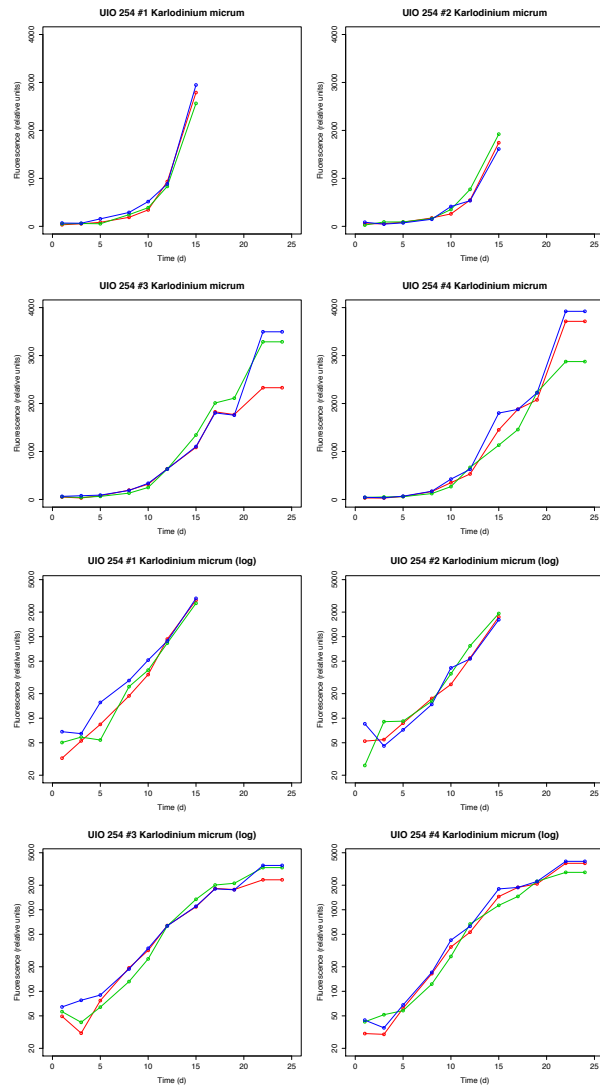 UIO 254 #1 Karlodinium micrum
Fluorescence (relative units)
4000
3000
2000
1000
0
0 5 10 15 20 25
Time (d)
UIO 254 #2 Karlodinium micrum
Fluorescence (relative units)
4000
3000
2000
1000
0
0 5 10 15 20 25
Time (d)
UIO 254 #3 Karlodinium micrum
Fluorescence (relative units)
4000
3000
2000
1000
0
0 5 10 15 20 25
Time (d)
UIO 254 #4 Karlodinium micrum
Fluorescence (relative units)
4000
3000
2000
1000
0
0 5 10 15 20 25
Time (d)
UIO 254 #1 Karlodinium micrum (log)
Fluorescence (relative units)
5000
2000
1000
500
200
100
50
20
0 5 10 15 20 25
Time (d)
UIO 254 #2 Karlodinium micrum (log)
Fluorescence (relative units)
5000
2000
1000
500
200
100
50
20
0 5 10 15 20 25
Time (d)
UIO 254 #3 Karlodinium micrum (log)
Fluorescence (relative units)
5000
2000
1000
500
200
100
50
20
0 5 10 15 20 25
Time (d)
UIO 254 #4 Karlodinium micrum (log)
Fluorescence (relative units)
5000
2000
1000
500
200
100
50
20
0 5 10 15 20 25
Time (d)